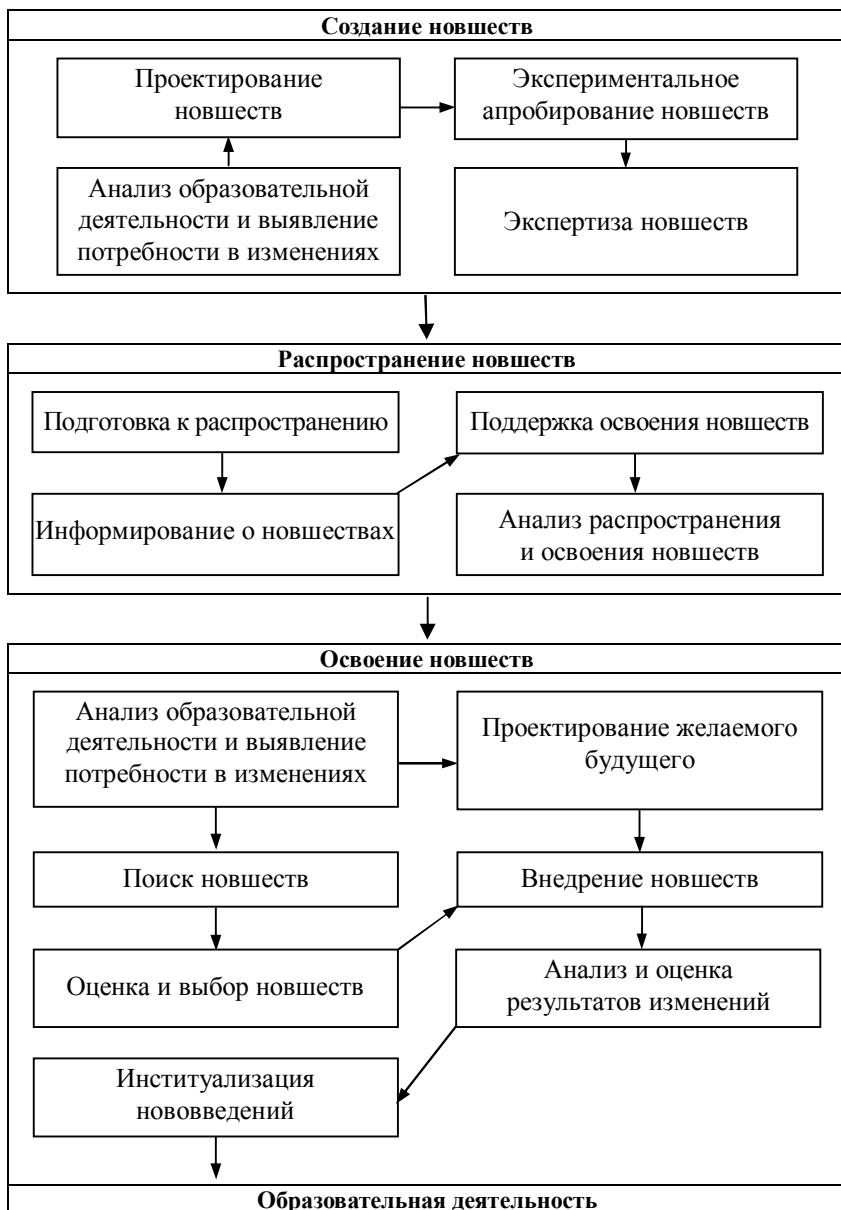 Создание новшеств
Проектирование
новшеств
Экспериментальное
апробирование новшеств
Анализ образовательной
деятельности и выявление
потребности в изменениях
Экспертиза новшеств
Распространение новшеств
Подготовка к распространению
Поддержка освоения новшеств
Информирование о новшествах
Анализ распространения
и освоения новшеств
Освоение новшеств
Анализ образовательной
деятельности и выявление
потребности в изменениях
Проектирование желаемого
будущего
Поиск новшеств
Внедрение новшеств
Оценка и выбор новшеств
Анализ и оценка
результатов изменений
Институализация
нововведений
Образовательная деятельность